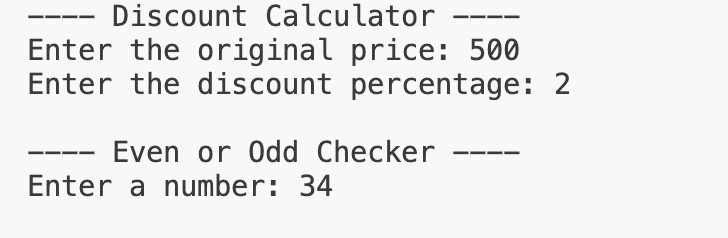 ---- Discount Calculator ----
Enter the original price: 500
Enter the discount percentage: 2
---- Even or Odd Checker ----
Enter a number: 34